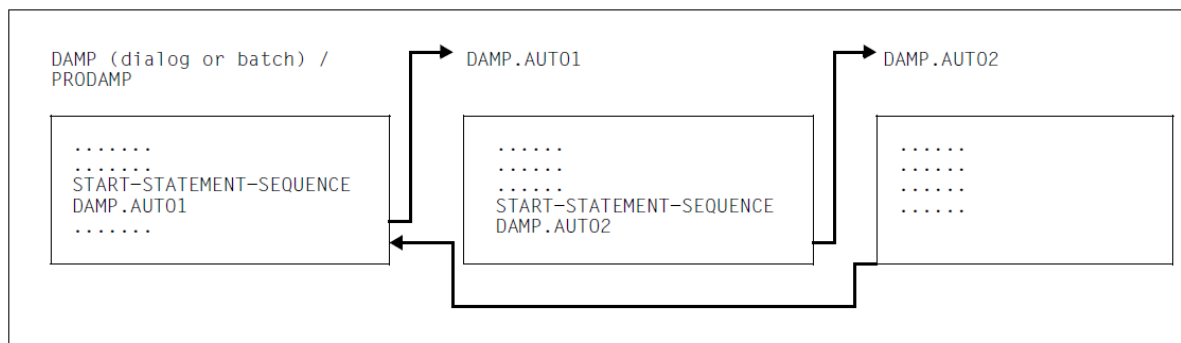 DAMP (dialog or batch) /
PRODAMP
.......
.......
START-STATEMENT-SEQUENCE
DAMP.AUTO1
.......
DAMP.AUTO1
......
......
......
START-STATEMENT-SEQUENCE
DAMP.AUTO2
DAMP.AUTO2
......
......
......
......